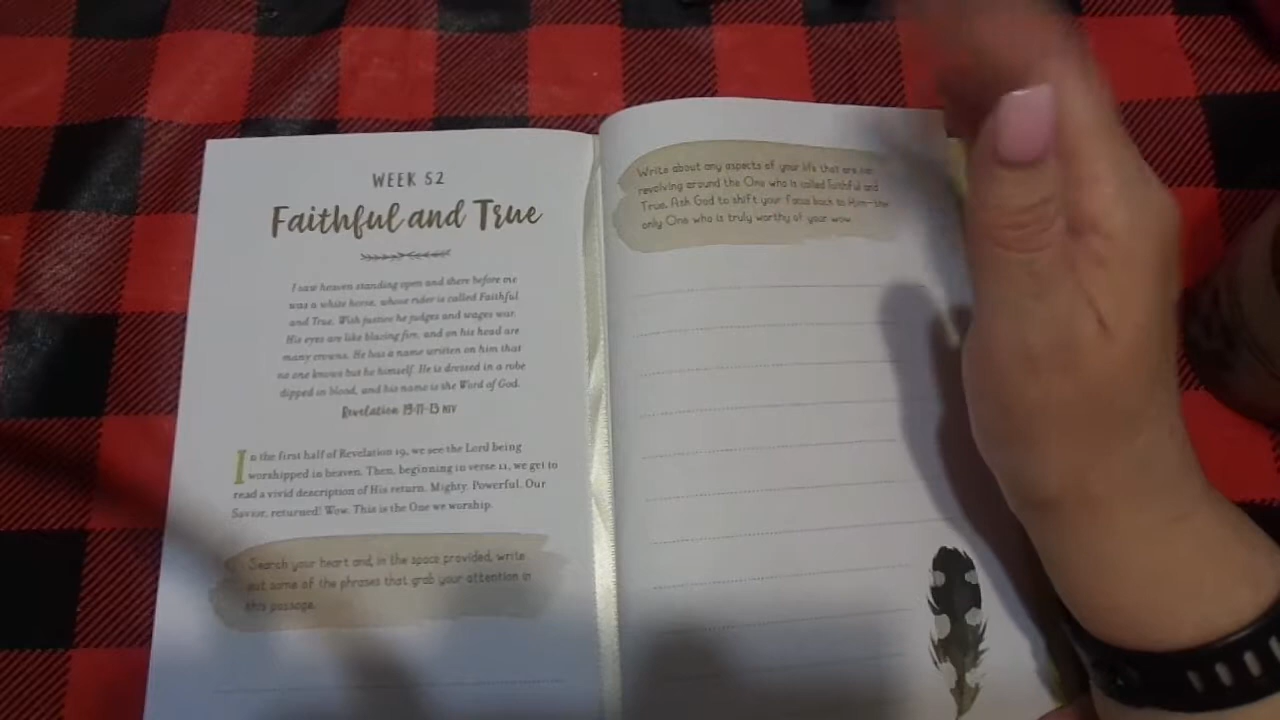 WEEK 52
Faithful and True
I saw heaven standing open and there before me
was a white horse, whose rider is called Faithful
and True. With justice he judges and wages war.
His eyes are like blazing fire, and on his head are
many crowns. He has a name written on him that
no one knows but he himself. He is dressed in a robe
dipped in blood, and his name is the Word of God.
Revelation 19:11-13 NIV
In the first half of Revelation 19, we see the Lord being
worshipped in heaven. Then, beginning in verse 11, we get to
read a vivid description of His return. Mighty. Powerful. Our
Savior, returned! Wow. This is the One we worship.
Search your heart and, in the space provided, write
out some of the phrases that grab your attention in
this passage.
Write about any aspects of your life that are not
revolving around the One who is called Faithful and
True. Ask God to shift your focus back to Him—the
only One who is truly worthy of your wow.